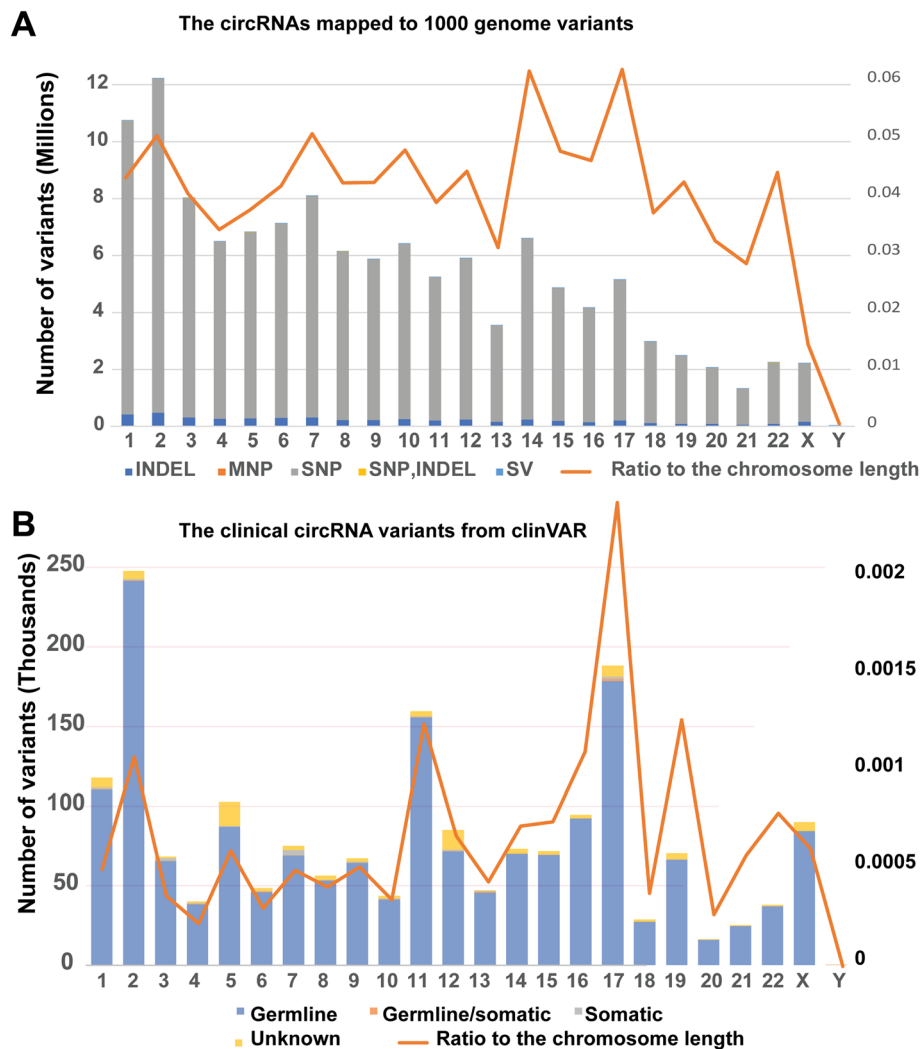 A
The circRNAs mapped to 1000 genome variants
Number of variants (Millions)
12
10
8
6
4
2
0
0.06
0.05
0.04
0.03
0.02
0.01
0
1 2 3 4 5 6 7 8 9 10 11 12 13 14 15 16 17 18 19 20 21 22 X Y
INDEL MNP SNP SNP,INDEL SV Ratio to the chromosome length
B
The clinical circRNA variants from clinVAR
Number of variants (Thousands)
250
200
150
100
50
0
0.002
0.0015
0.001
0.0005
0
1 2 3 4 5 6 7 8 9 10 11 12 13 14 15 16 17 18 19 20 21 22 X Y
Germline Germline/somatic Somatic
Unknown Ratio to the chromosome length